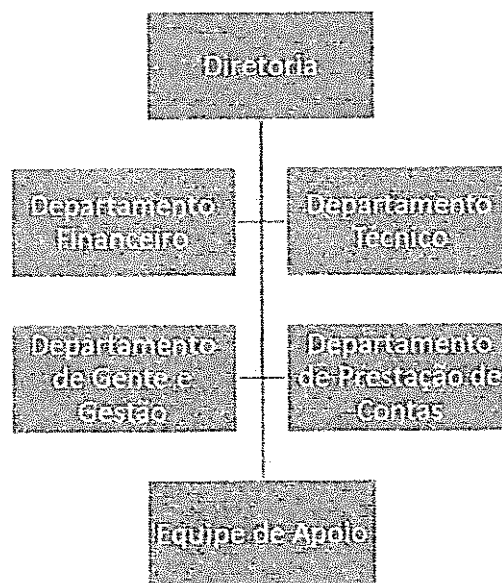 Diretoria
Departamento
Financeiro
Departamento
Técnico
Departamento
de Gente e
Gestão
Departamento
de Prestação de
Contas
Equipe de Apoio